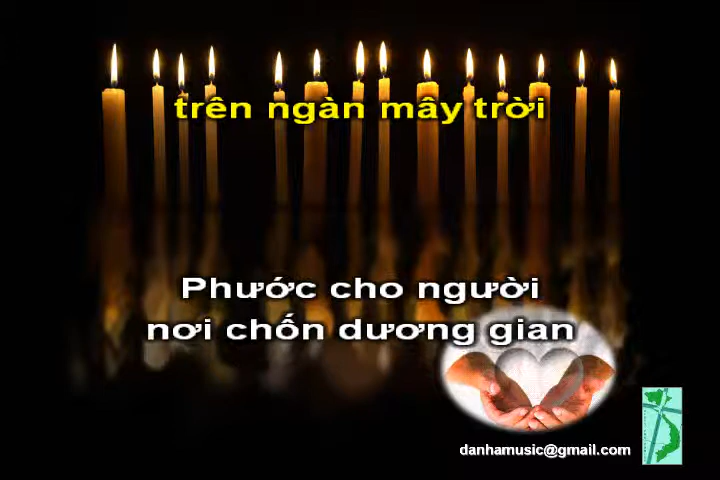 trên ngàn mây trời
Phước cho người
nơi chốn dương gian
danhamusic@gmail.com